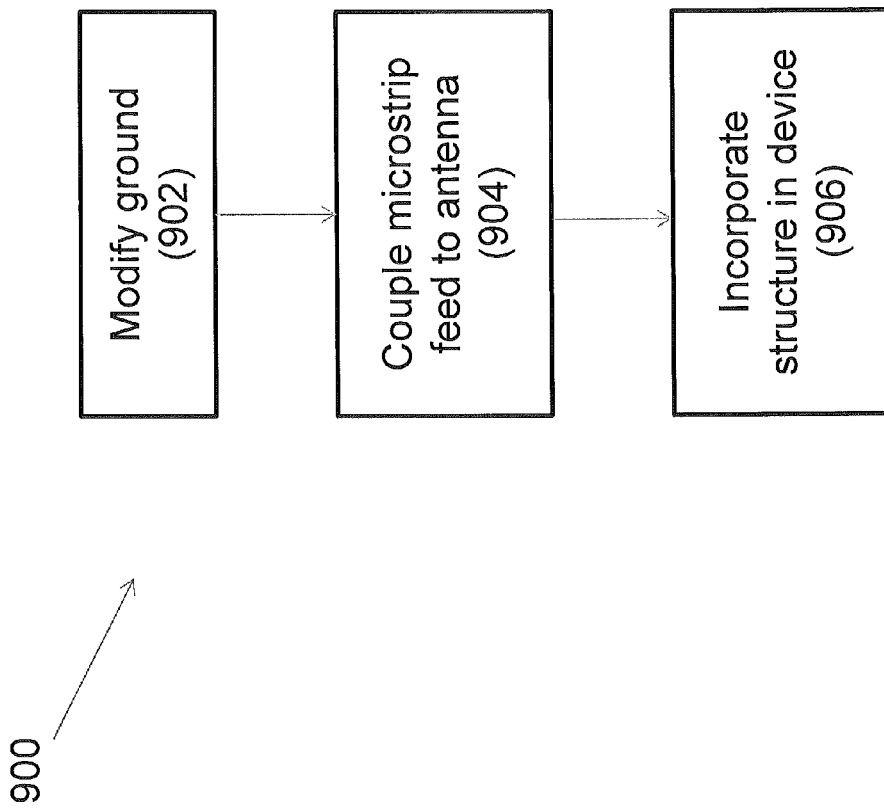 900
Modify ground
(902)
Couple microstrip
feed to antenna
(904)
Incorporate
structure in device
(906)